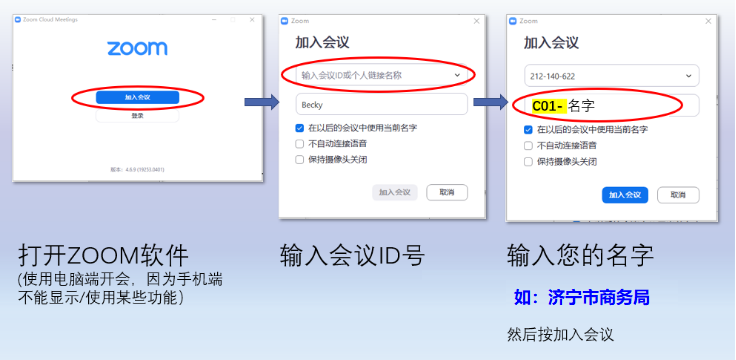 Zoom Cloud Meetings
zoom
加入会议
登录
版本: 4.6.0 (19253.0401)
打开ZOOM软件
(使用电脑端开会，因为手机端
不能显示/使用某些功能)
Zoom
加入会议
输入会议ID或个人链接名称
Becky
在以后的会议中使用当前名字
不自动连接语音
保持摄像头关闭
加入会议
取消
输入会议ID号
Zoom
加入会议
212-140-622
C01-名字
在以后的会议中使用当前名字
不自动连接语音
保持摄像头关闭
加入会议
取消
输入您的名字
如：济宁市商务局
然后按加入会议